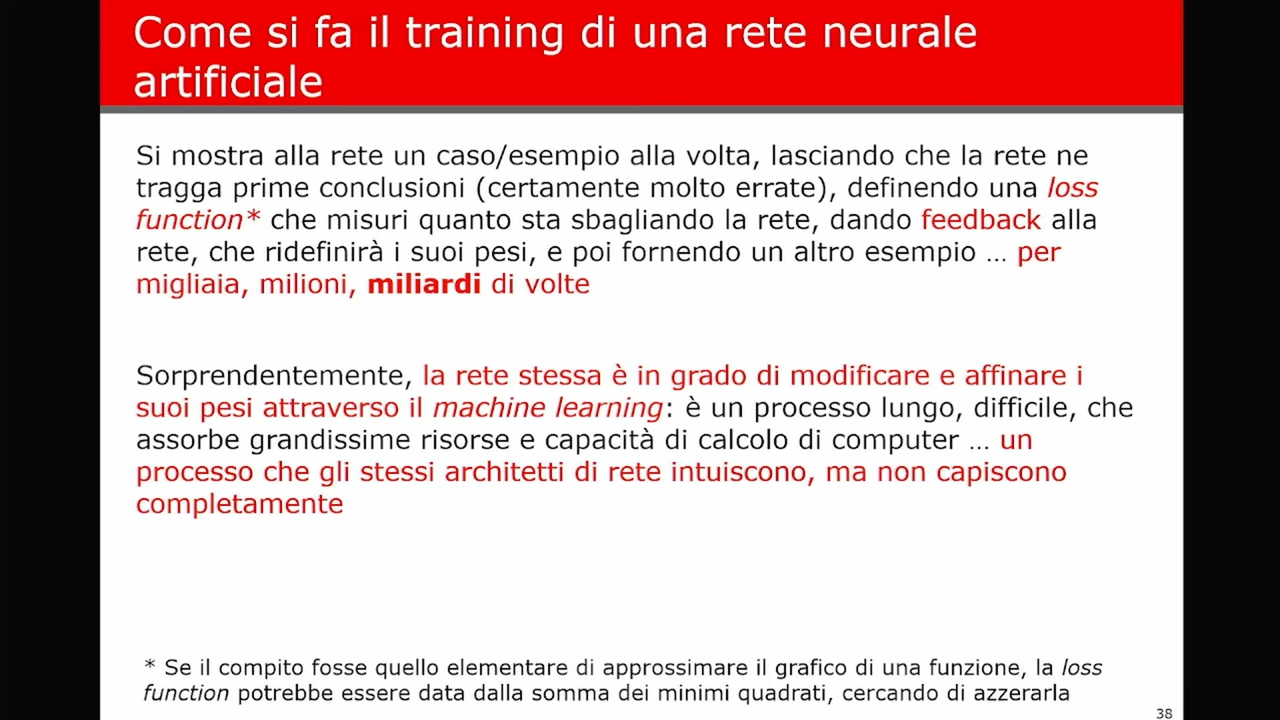 Come si fa il training di una rete neurale
artificiale
Si mostra alla rete un caso/esempio alla volta, lasciando che la rete ne
tragga prime conclusioni (certamente molto errate), definendo una loss
function* che misuri quanto sta sbagliando la rete, dando feedback alla
rete, che ridefinirà i suoi pesi, e poi fornendo un altro esempio … per
migliaia, milioni, miliardi di volte
Sorprendentemente, la rete stessa è in grado di modificare e affinare i
suoi pesi attraverso il machine learning: è un processo lungo, difficile, che
assorbe grandissime risorse e capacità di calcolo di computer … un
processo che gli stessi architetti di rete intuiscono, ma non capiscono
completamente
* Se il compito fosse quello elementare di approssimare il grafico di una funzione, la loss
function potrebbe essere data dalla somma dei minimi quadrati, cercando di azzerarla
38